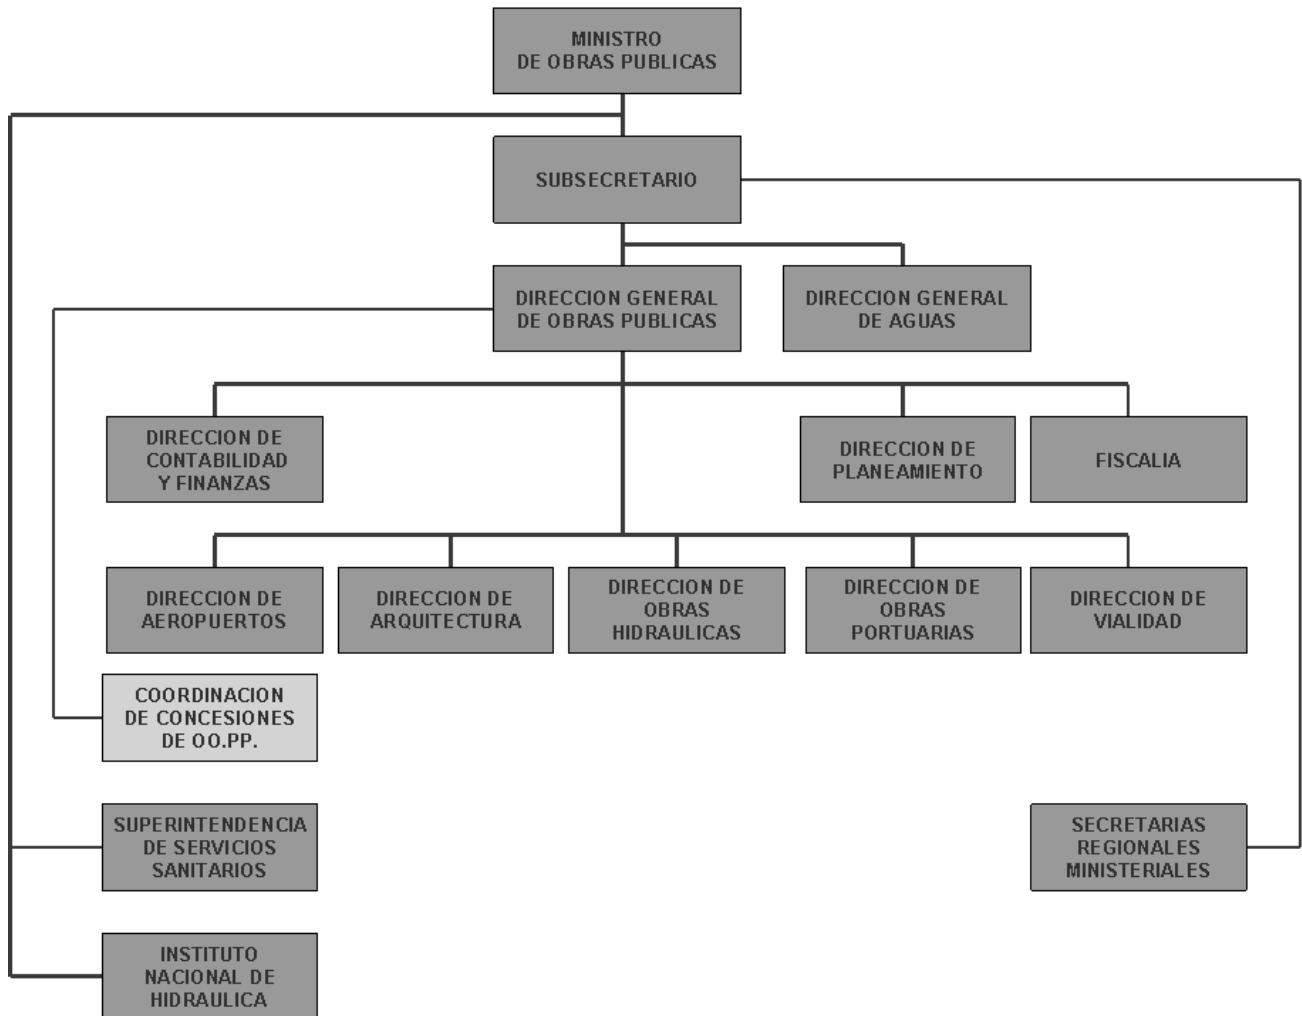 MINISTRO
DE OBRAS PUBLICAS
SUBSECRETARIO
DIRECCION GENERAL
DE OBRAS PUBLICAS
DIRECCION GENERAL
DE AGUAS
DIRECCION DE
CONTABILIDAD
Y FINANZAS
DIRECCION DE
PLANEAMIENTO
FISCALIA
DIRECCION DE
AEROPUERTOS
DIRECCION DE
ARQUITECTURA
DIRECCION DE
OBRAS
HIDRAULICAS
DIRECCION DE
OBRAS
PORTUARIAS
DIRECCION DE
VIALIDAD
COORDINACION
DE CONCESIONES
DE OO.PP.
SUPERINTENDENCIA
DE SERVICIOS
SANITARIOS
SECRETARIAS
REGIONALES
MINISTERIALES
INSTITUTO
NACIONAL DE
HIDRAULICA